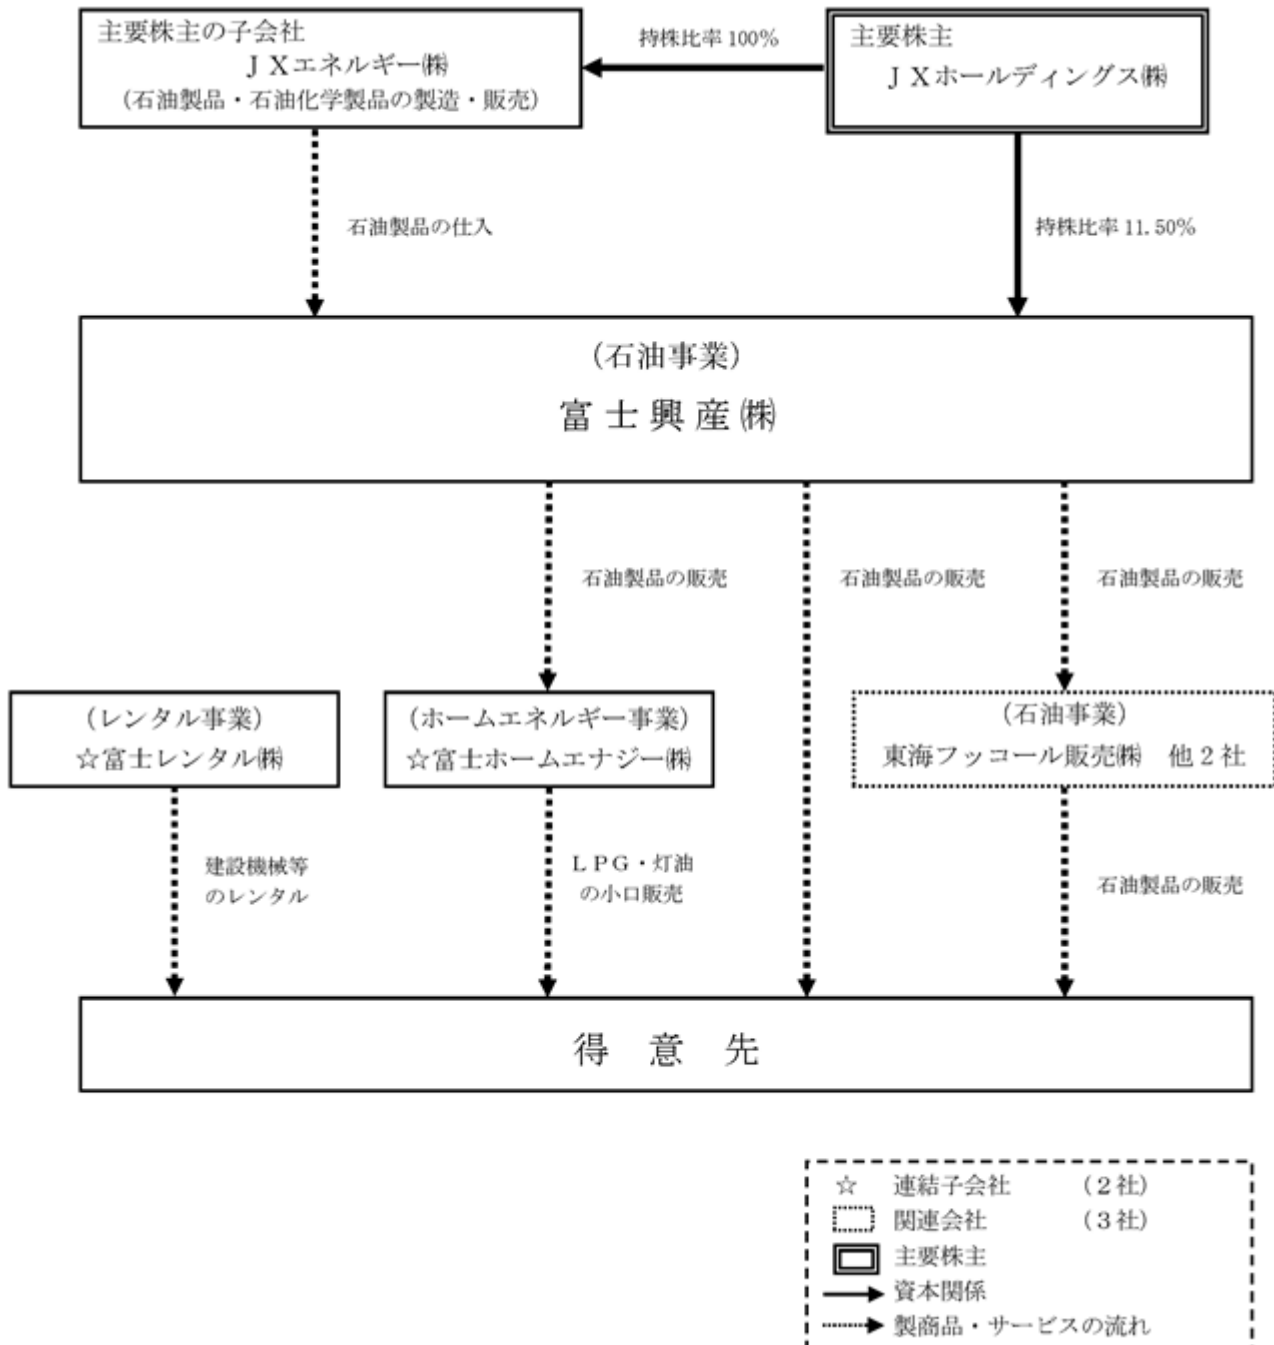 主要株主の子会社
ＪＸエネルギー㈱
（石油製品・石油化学製品の製造・販売）
持株比率 100%
主要株主
ＪＸホールディングス㈱
石油製品の仕入
持株比率 11.50%
（石油事業）
富士興産㈱
石油製品の販売
石油製品の販売
石油製品の販売
（レンタル事業）
☆富士レンタル㈱
（ホームエネルギー事業）
☆富士ホームエナジー㈱
（石油事業）
東海フッコール販売㈱　他２社
建設機械等
のレンタル
ＬＰＧ・灯油
の小口販売
石油製品の販売
得　意　先
☆　連結子会社　（２社）
関連会社　（３社）
主要株主
資本関係
製商品・サービスの流れ